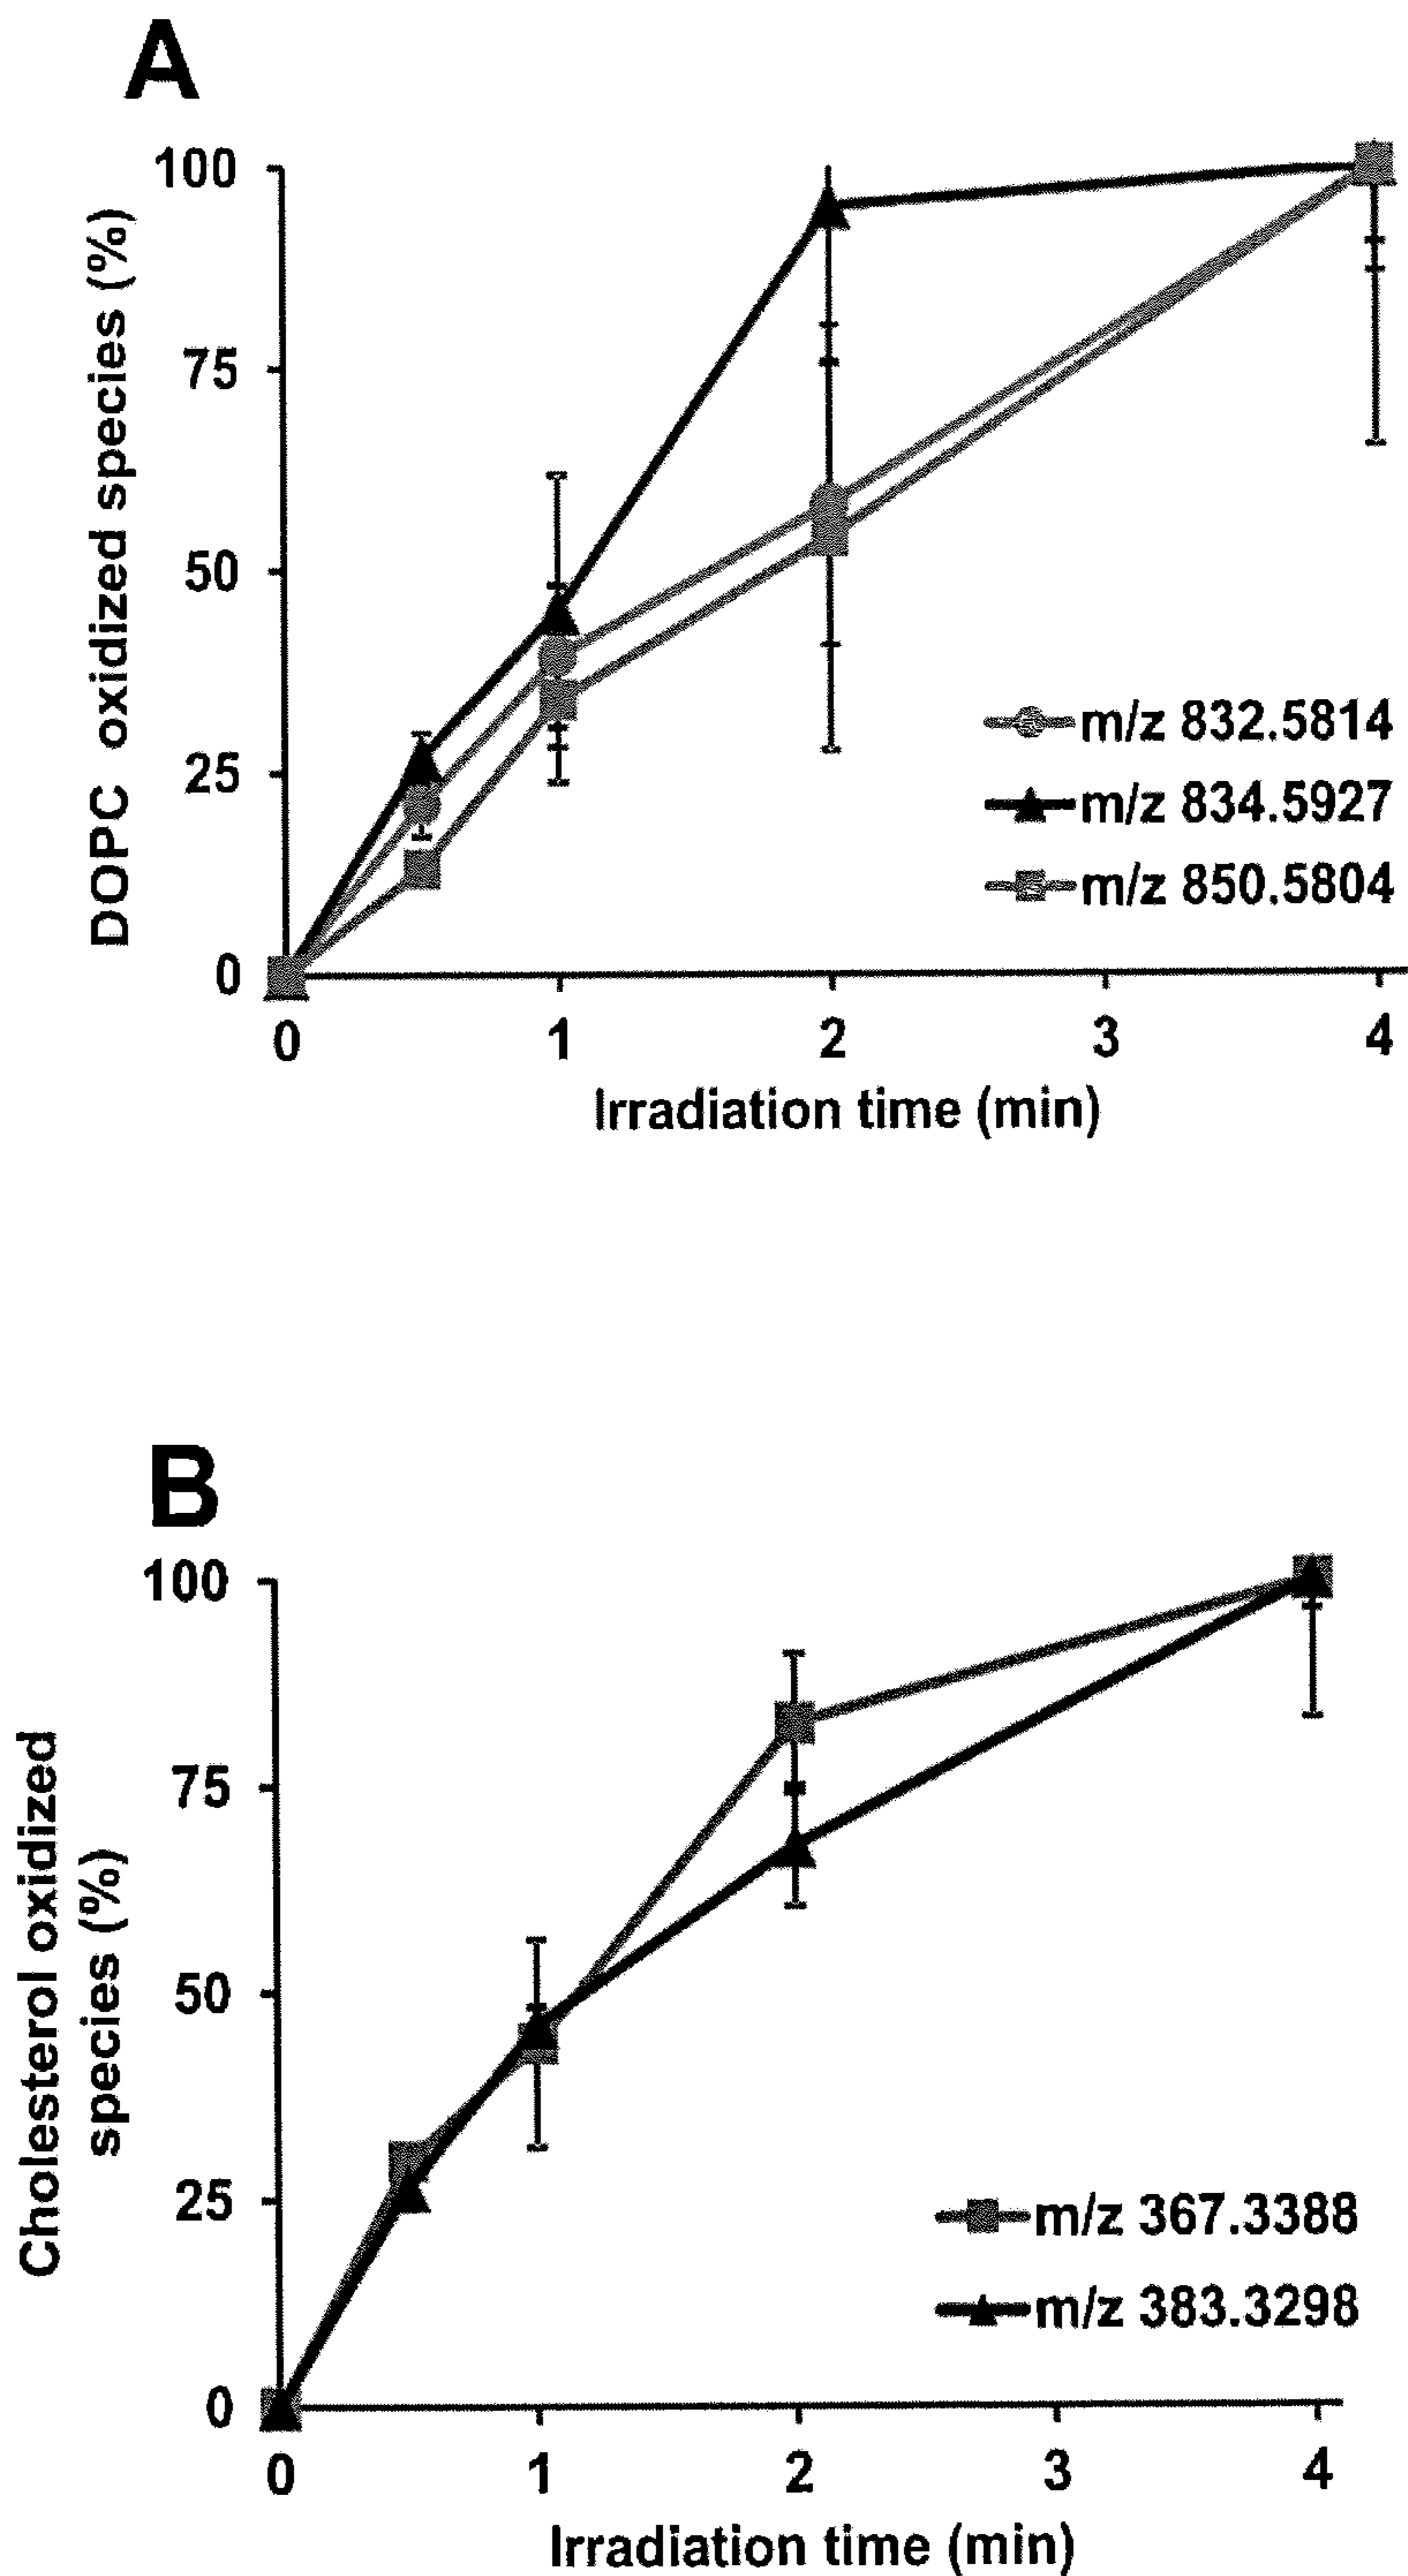 A
100
75
50
25
0
DOPC oxidized species (%)
m/z 832.5814
m/z 834.5927
m/z 850.5804
0 1 2 3 4
Irradiation time (min)
B
100
75
50
25
0
Cholesterol oxidized
species (%)
m/z 367.3388
m/z 383.3298
0 1 2 3 4
Irradiation time (min)